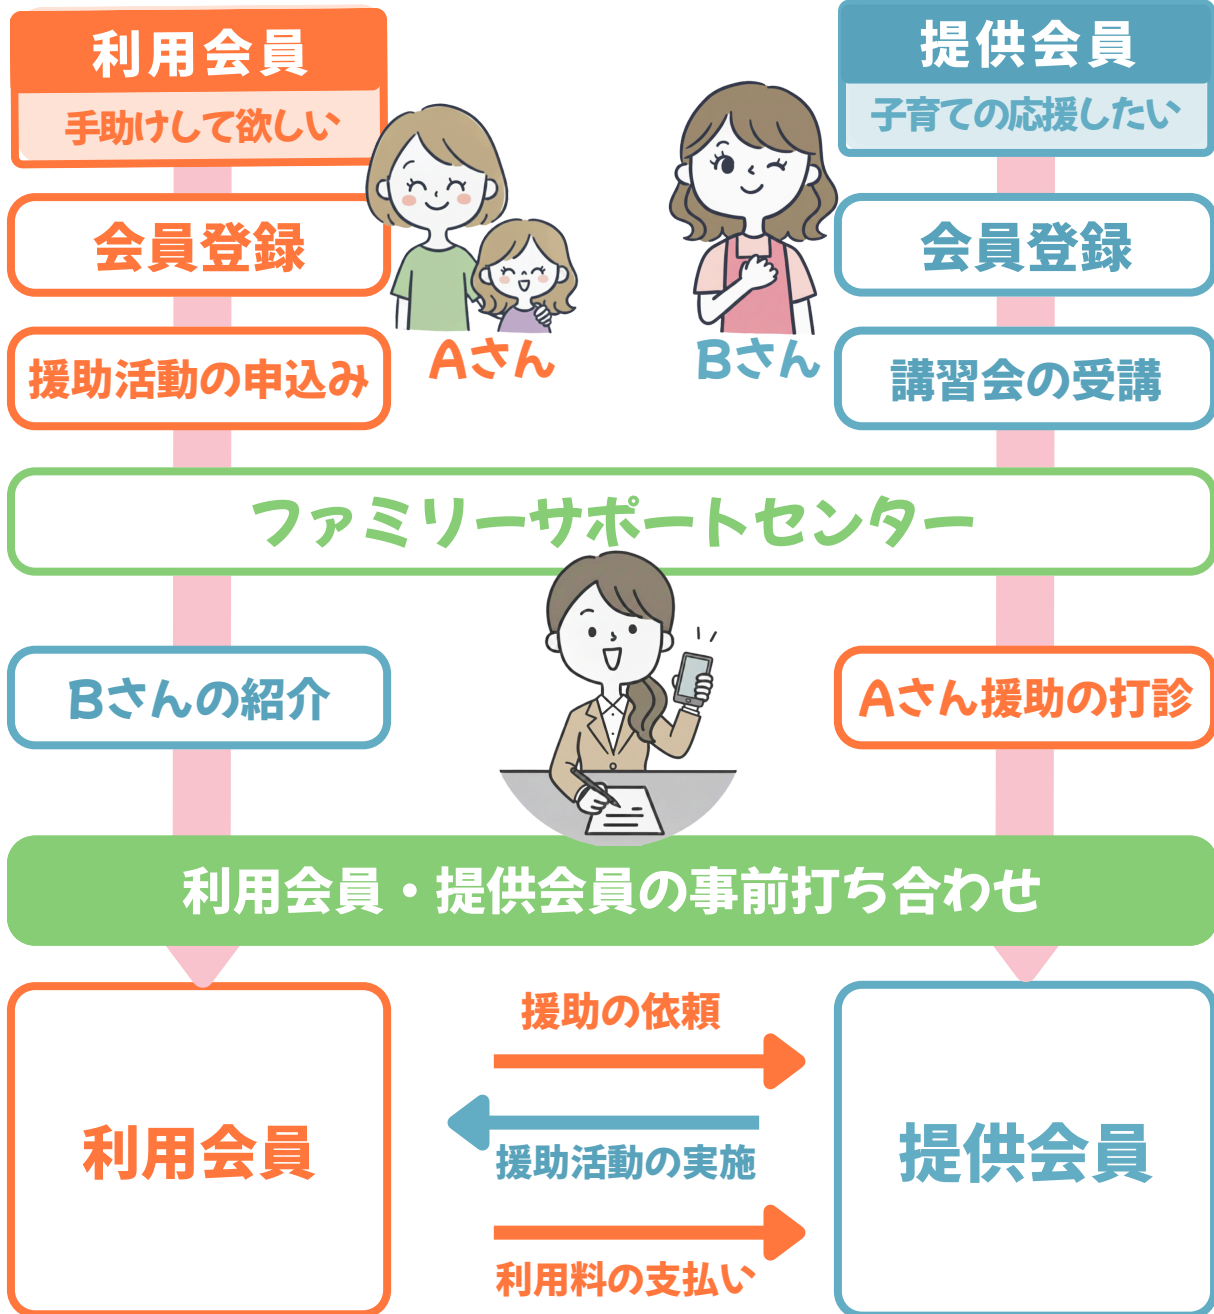 利用会員
手助けして欲しい
提供会員
子育ての応援したい
会員登録
会員登録
援助活動の申込み
Aさん
Bさん
講習会の受講
ファミリーサポートセンター
Bさんの紹介
Aさん援助の打診
利用会員・提供会員の事前打ち合わせ
援助の依頼
利用会員
提供会員
援助活動の実施
利用料の支払い